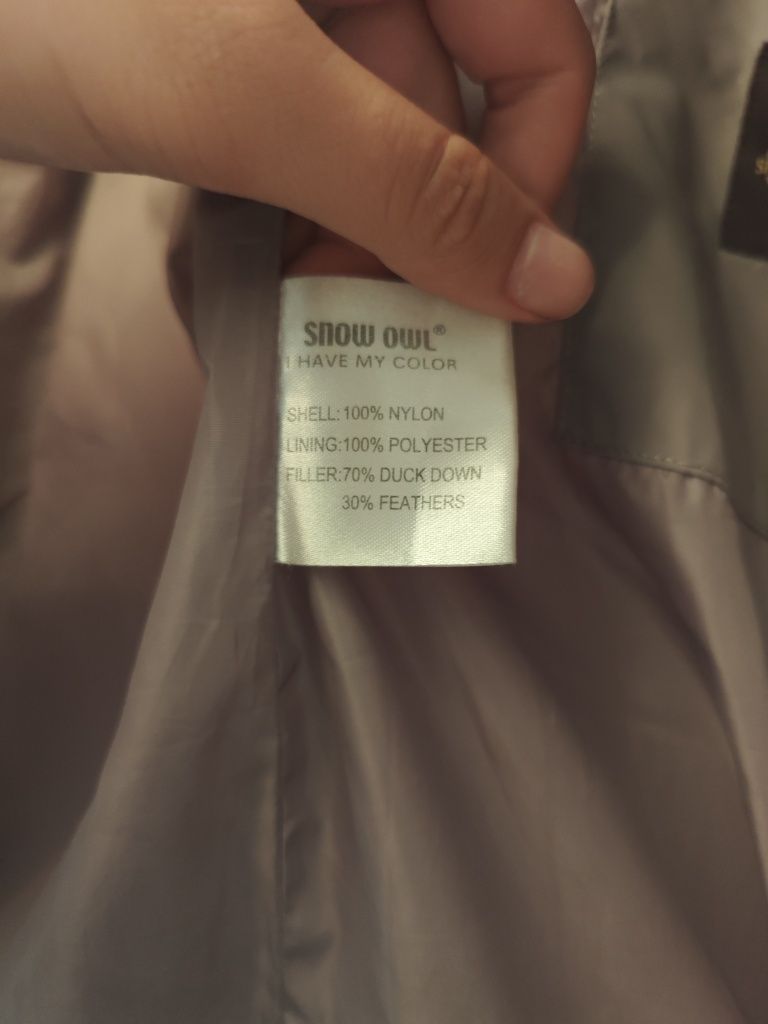 SNOW OWL®
I HAVE MY COLOR
SHELL:100% NYLON
LINING:100% POLYESTER
FILLER:70% DUCK DOWN
30% FEATHERS